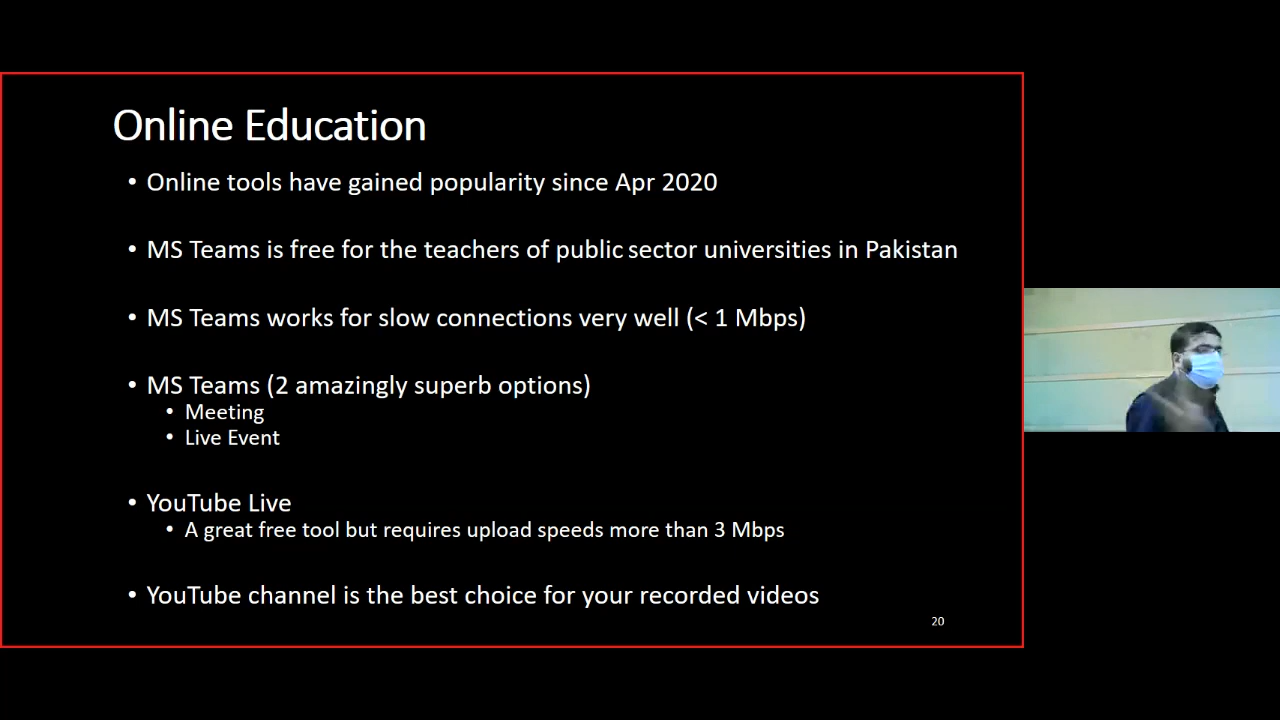 Online Education
• Online tools have gained popularity since Apr 2020
• MS Teams is free for the teachers of public sector universities in Pakistan
• MS Teams works for slow connections very well (< 1 Mbps)
• MS Teams (2 amazingly superb options)
• Meeting
• Live Event
• YouTube Live
• A great free tool but requires upload speeds more than 3 Mbps
• YouTube channel is the best choice for your recorded videos
20